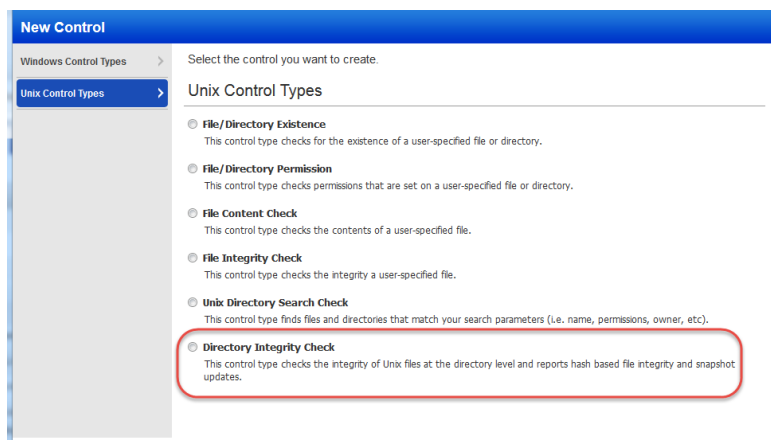 New Control
Windows Control Types
Unix Control Types
Select the control you want to create.
Unix Control Types
File/Directory Existence
This control type checks for the existence of a user-specified file or directory.
File/Directory Permission
This control type checks permissions that are set on a user-specified file or directory.
File Content Check
This control type checks the contents of a user-specified file.
File Integrity Check
This control type checks the integrity a user-specified file.
Unix Directory Search Check
This control type finds files and directories that match your search parameters (i.e. name, permissions, owner, etc).
Directory Integrity Check
This control type checks the integrity of Unix files at the directory level and reports hash based file integrity and snapshot
updates.